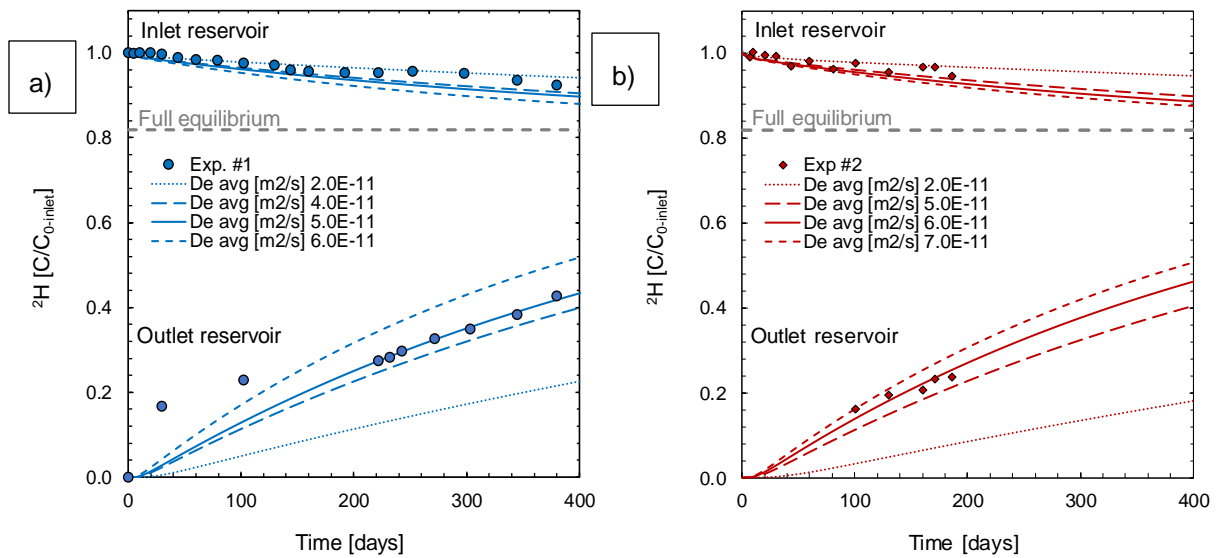 a)
Inlet reservoir
1.0
Full equilibrium
0.8
Exp. #1
De avg [m2/s] 2.0E-11
De avg [m2/s] 4.0E-11
De avg [m2/s] 5.0E-11
De avg [m2/s] 6.0E-11
0.6
²H [C/C0-inlet]
0.4
Outlet reservoir
0.2
0.0
0
100
200
300
400
Time [days]
b)
Inlet reservoir
1.0
Full equilibrium
0.8
Exp #2
De avg [m2/s] 2.0E-11
De avg [m2/s] 5.0E-11
De avg [m2/s] 6.0E-11
De avg [m2/s] 7.0E-11
0.6
²H [C/C0-inlet]
0.4
Outlet reservoir
0.2
0.0
0
100
200
300
400
Time [days]